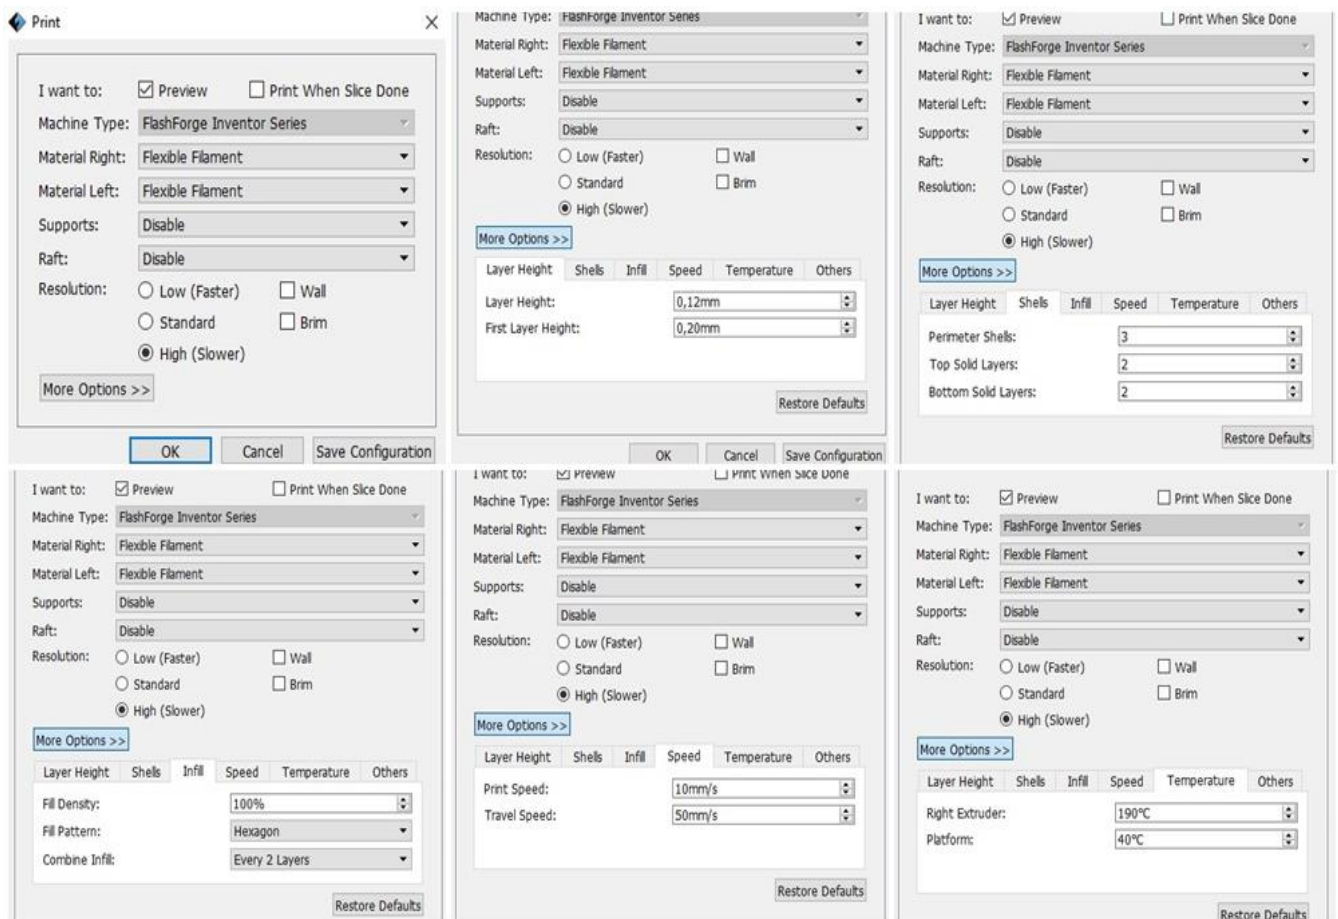 Print
I want to: Preview Print When Slice Done
Machine Type: FlashForge Inventor Series
Material Right: Flexible Filament
Material Left: Flexible Filament
Supports: Disable
Raft: Disable
Resolution: Low (Faster) Wall
Standard Brim
High (Slower)
More Options >>
OK Cancel Save Configuration
Machine Type: FlashForge Inventor Series
Material Right: Flexible Filament
Material Left: Flexible Filament
Supports: Disable
Raft: Disable
Resolution: Low (Faster) Wall
Standard Brim
High (Slower)
More Options >>
Layer Height Shells Infill Speed Temperature Others
Layer Height: 0,12mm
First Layer Height: 0,20mm
Restore Defaults
OK Cancel Save Configuration
I want to: Preview Print When Slice Done
Machine Type: FlashForge Inventor Series
Material Right: Flexible Filament
Material Left: Flexible Filament
Supports: Disable
Raft: Disable
Resolution: Low (Faster) Wall
Standard Brim
High (Slower)
More Options >>
Layer Height Shells Infill Speed Temperature Others
Perimeter Shells: 3
Top Solid Layers: 2
Bottom Solid Layers: 2
Restore Defaults
I want to: Preview Print When Slice Done
Machine Type: FlashForge Inventor Series
Material Right: Flexible Filament
Material Left: Flexible Filament
Supports: Disable
Raft: Disable
Resolution: Low (Faster) Wall
Standard Brim
High (Slower)
More Options >>
Layer Height Shells Infill Speed Temperature Others
Fill Density: 100%
Fill Pattern: Hexagon
Combine Infill: Every 2 Layers
Restore Defaults
I want to: Preview Print When Slice Done
Machine Type: FlashForge Inventor Series
Material Right: Flexible Filament
Material Left: Flexible Filament
Supports: Disable
Raft: Disable
Resolution: Low (Faster) Wall
Standard Brim
High (Slower)
More Options >>
Layer Height Shells Infill Speed Temperature Others
Print Speed: 10mm/s
Travel Speed: 50mm/s
Restore Defaults
I want to: Preview Print When Slice Done
Machine Type: FlashForge Inventor Series
Material Right: Flexible Filament
Material Left: Flexible Filament
Supports: Disable
Raft: Disable
Resolution: Low (Faster) Wall
Standard Brim
High (Slower)
More Options >>
Layer Height Shells Infill Speed Temperature Others
Right Extruder: 190°C
Platform: 40°C
Restore Defaults